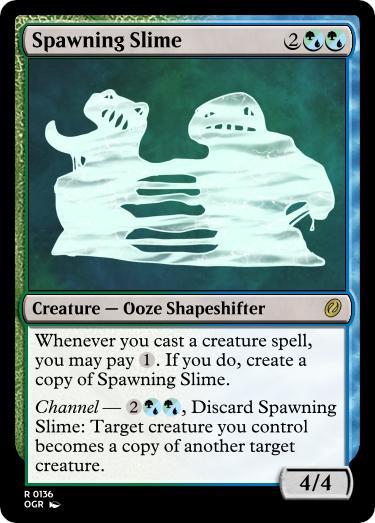 Spawning Slime 2
Creature — Ooze Shapeshifter
Whenever you cast a creature spell,
you may pay 1. If you do, create a
copy of Spawning Slime.
Channel — 2, Discard Spawning
Slime: Target creature you control
becomes a copy of another target
creature.
4/4
R 0136
OGR